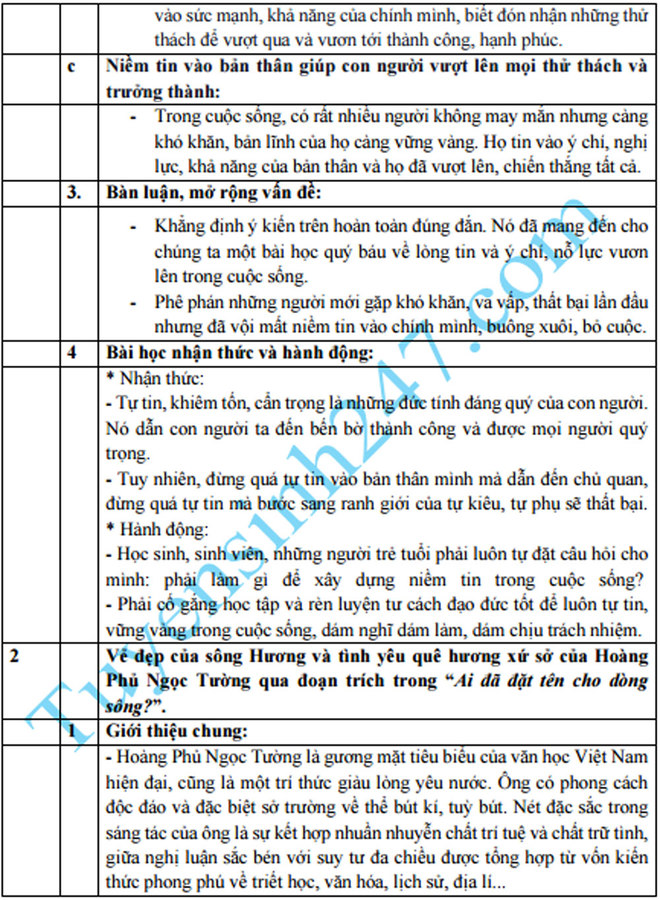 vào sức mạnh, khả năng của chính mình, biết đón nhận những thử
thách để vượt qua và vươn tới thành công, hạnh phúc.
c Niềm tin vào bản thân giúp con người vượt lên mọi thử thách và
trưởng thành:
- Trong cuộc sống, có rất nhiều người không may mắn nhưng càng
khó khăn, bản lĩnh của họ càng vững vàng. Họ tin vào ý chí, nghị
lực, khả năng của bản thân và họ đã vượt lên, chiến thắng tất cả.
3. Bàn luận, mở rộng vấn đề:
- Khẳng định ý kiến trên hoàn toàn đúng đắn. Nó đã mang đến cho
chúng ta một bài học quý báu về lòng tin và ý chí, nỗ lực vươn
lên trong cuộc sống.
- Phê phán những người mới gặp khó khăn, va vấp, thất bại lần đầu
nhưng đã vội mất niềm tin vào chính mình, buông xuôi, bỏ cuộc.
4 Bài học nhận thức và hành động:
* Nhận thức:
- Tự tin, khiêm tốn, cẩn trọng là những đức tính đáng quý của con người.
Nó dẫn con người ta đến bến bờ thành công và được mọi người quý
trọng.
- Tuy nhiên, đừng quá tự tin vào bản thân mình mà dẫn đến chủ quan,
đừng quá tự tin mà bước sang ranh giới của tự kiêu, tự phụ sẽ thất bại.
* Hành động:
- Học sinh, sinh viên, những người trẻ tuổi phải luôn tự đặt câu hỏi cho
mình: phải làm gì để xây dựng niềm tin trong cuộc sống?
- Phải cố gắng học tập và rèn luyện tư cách đạo đức tốt để luôn tự tin,
vững vàng trong cuộc sống, dám nghĩ dám làm, dám chịu trách nhiệm.
2 Vẻ đẹp của sông Hương và tình yêu quê hương xứ sở của Hoàng
Phủ Ngọc Tường qua đoạn trích trong “Ai đã đặt tên cho dòng
sông?”.
1 Giới thiệu chung:
- Hoàng Phủ Ngọc Tường là gương mặt tiêu biểu của văn học Việt Nam
hiện đại, cũng là một trí thức giàu lòng yêu nước. Ông có phong cách
độc đáo và đặc biệt sở trường về thể bút kí, tuỳ bút. Nét đặc sắc trong
sáng tác của ông là sự kết hợp nhuần nhuyễn chất trí tuệ và chất trữ tình,
giữa nghị luận sắc bén với suy tư đa chiều được tổng hợp từ vốn kiến
thức phong phú về triết học, văn hóa, lịch sử, địa lí...
Tuyensinh247.com